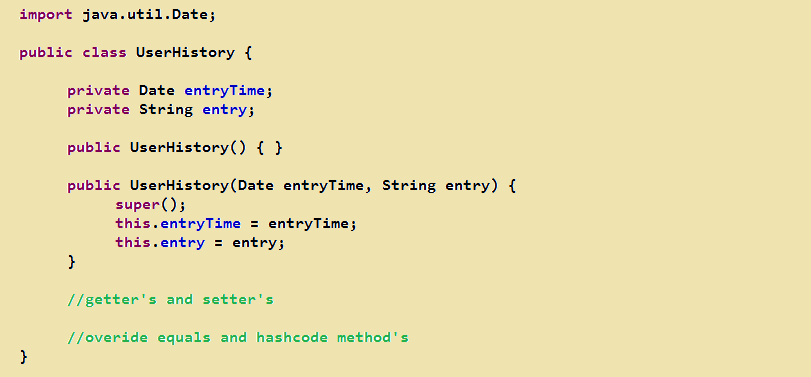 import java.util.Date;
public class UserHistory {
private Date entryTime;
private String entry;
public UserHistory() { }
public UserHistory(Date entryTime, String entry) {
super();
this.entryTime = entryTime;
this.entry = entry;
}
//getter's and setter's
//overide equals and hashcode method's
}